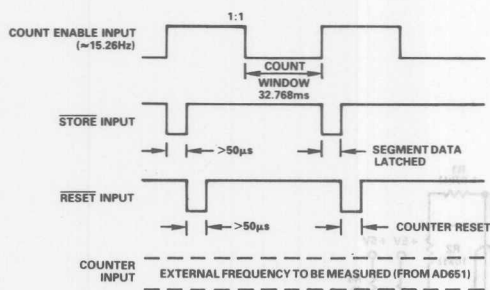 1:1
COUNT ENABLE INPUT
(≈15.26Hz)
COUNT
WINDOW
32.768ms
STORE INPUT
>50μs
SEGMENT DATA
LATCHED
RESET INPUT
>50μs
COUNTER RESET
COUNTER
INPUT
EXTERNAL FREQUENCY TO BE MEASURED (FROM AD651)